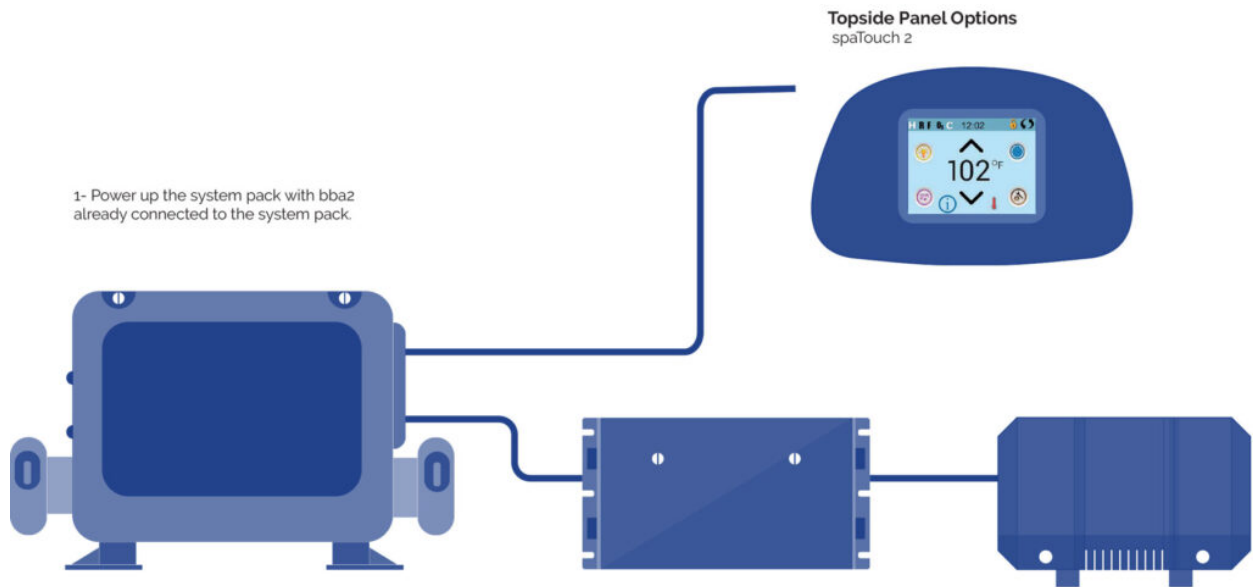 Topside Panel Options
spaTouch 2
H R F C 12:02
102°F
1- Power up the system pack with bba2
already connected to the system pack.